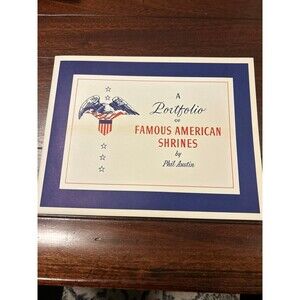 A
Portfolio
OF
FAMOUS AMERICAN
SHRINES
by
Phil Austin